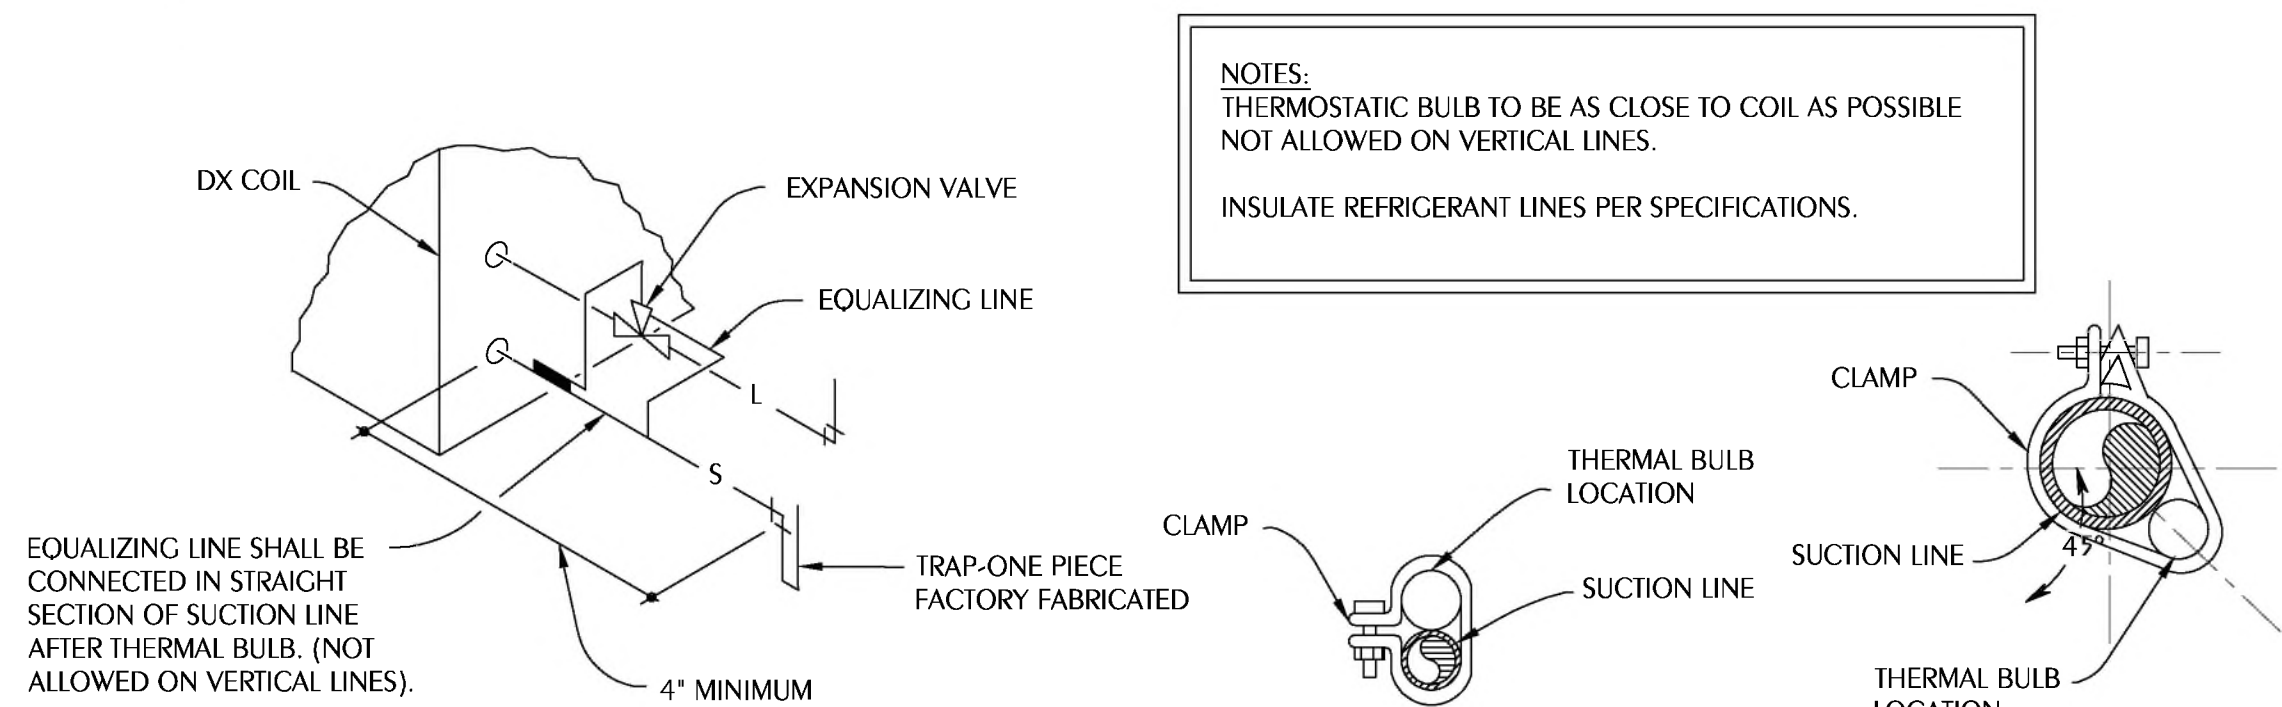 NOTES:
THERMOSTATIC BULB TO BE AS CLOSE TO COIL AS POSSIBLE
NOT ALLOWED ON VERTICAL LINES.
INSULATE REFRIGERANT LINES PER SPECIFICATIONS.
DX COIL
EXPANSION VALVE
EQUALIZING LINE
L
S
EQUALIZING LINE SHALL BE
CONNECTED IN STRAIGHT
SECTION OF SUCTION LINE
AFTER THERMAL BULB. (NOT
ALLOWED ON VERTICAL LINES).
4" MINIMUM
TRAP-ONE PIECE
FACTORY FABRICATED
CLAMP
THERMAL BULB
LOCATION
SUCTION LINE
CLAMP
SUCTION LINE
45°
THERMAL BULB
LOCATION